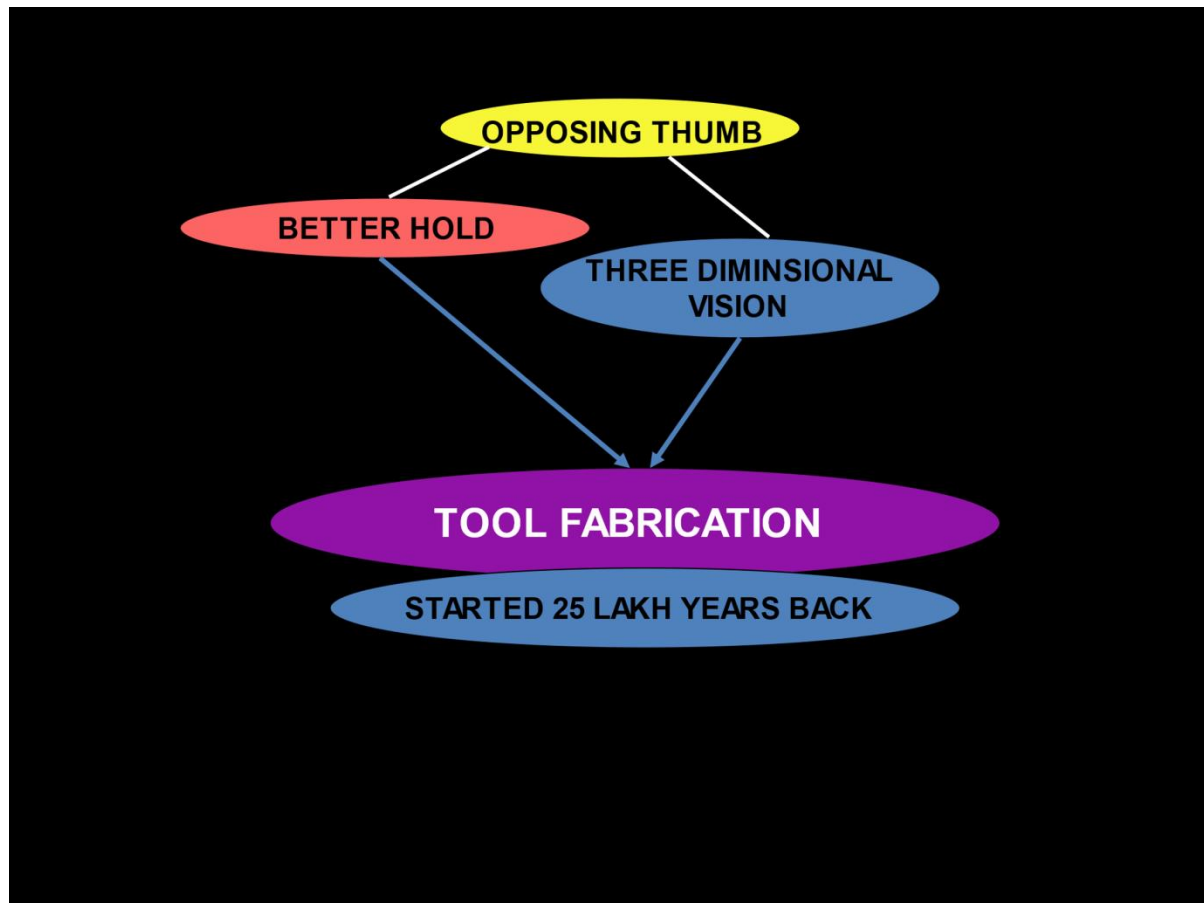 OPPOSING THUMB
BETTER HOLD
THREE DIMINSIONAL
VISION
TOOL FABRICATION
STARTED 25 LAKH YEARS BACK